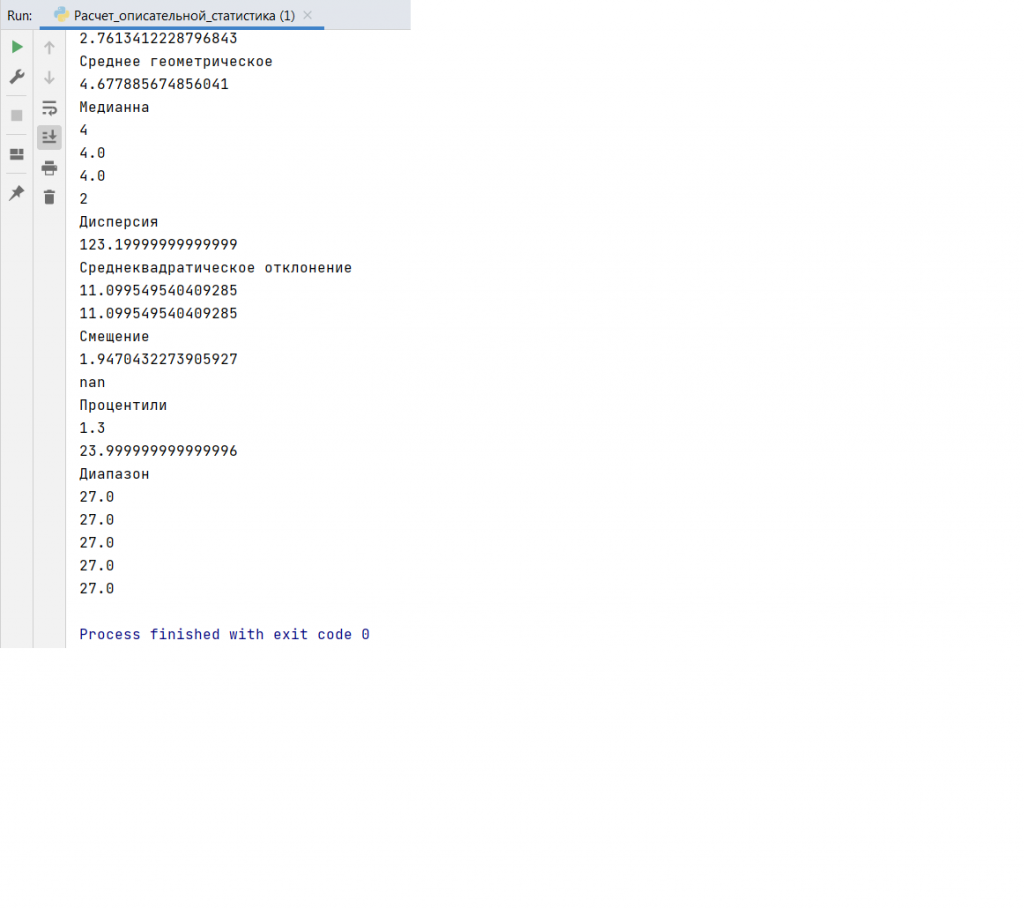 Run: Расчет_описательной_статистика (1)
2.7613412228796843
Среднее геометрическое
4.677885674856041
Медианна
4
4.0
4.0
2
Дисперсия
123.19999999999999
Среднеквадратическое отклонение
11.099549540409285
11.099549540409285
Смещение
1.9470432273905927
nan
Процентили
1.3
23.999999999999996
Диапазон
27.0
27.0
27.0
27.0
27.0
Process finished with exit code 0